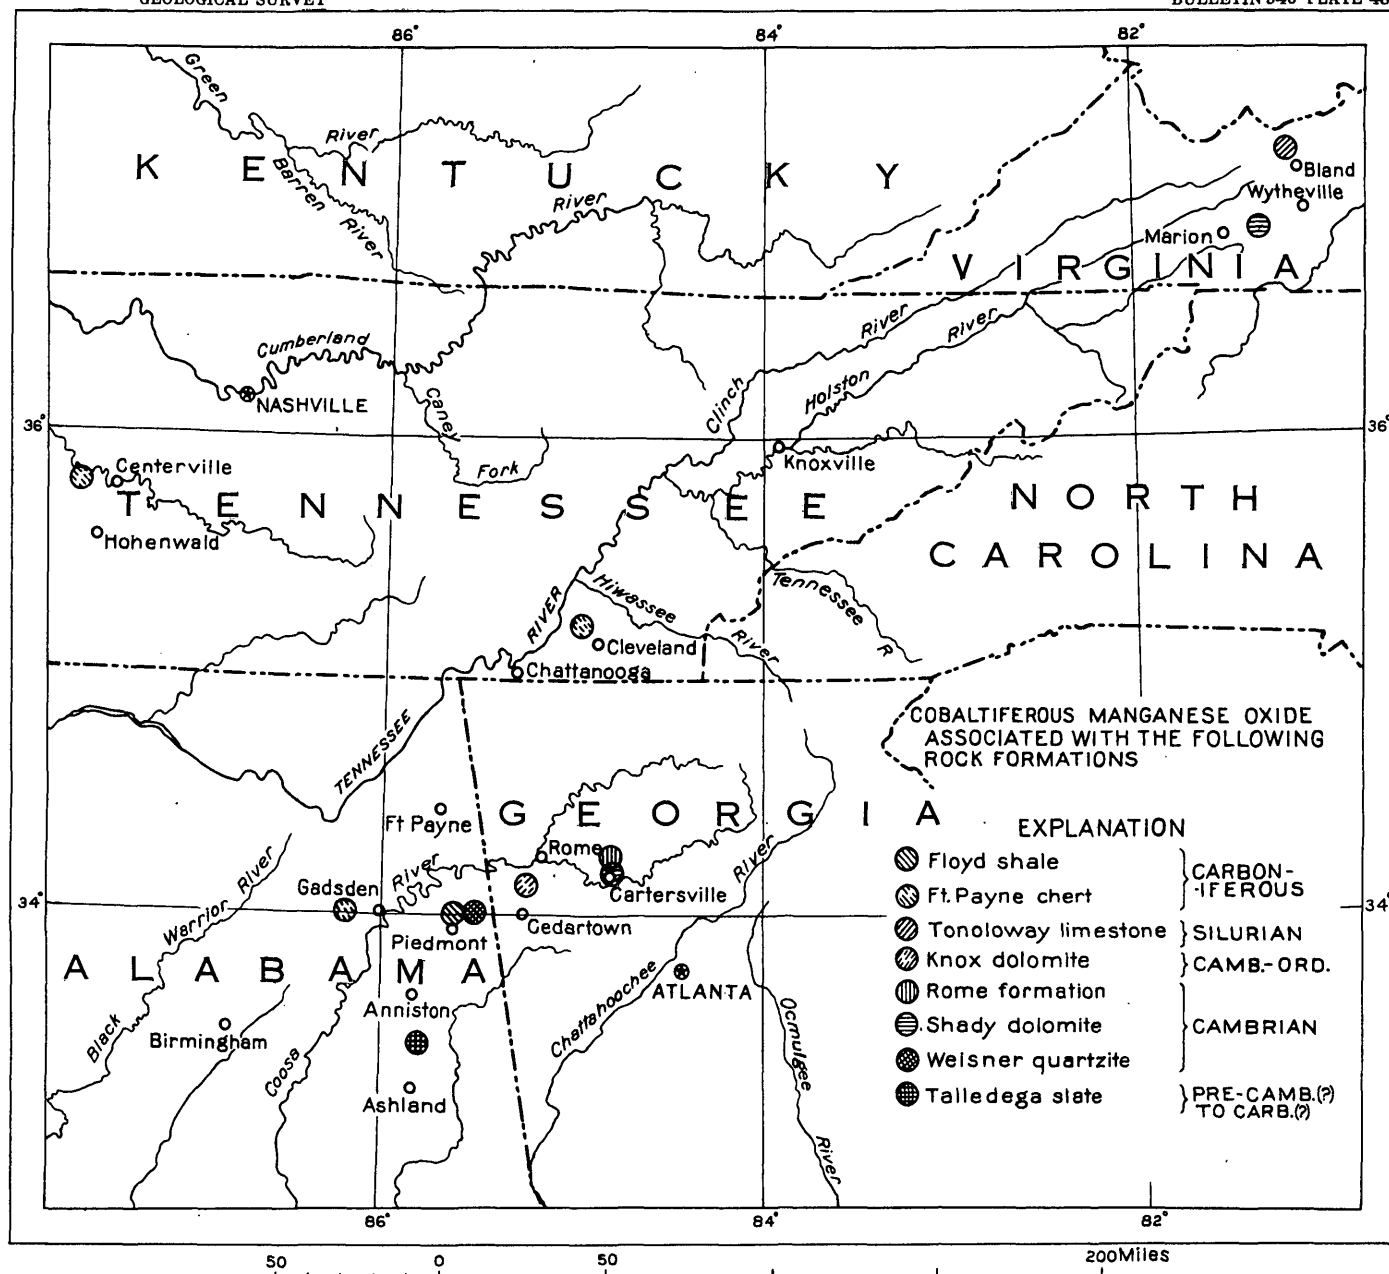 GEOLOGICAL SURVEY
86°
84°
82°
Green
River
KENTUCKY
Barren River
River
Bland
Wytheville
Marion
VIRGINIA
River
River
Cumberland
NASHVILLE
Caney
Fork
Clinch
Holston
36°
36°
Knoxville
Centerville
TENNESSEE
Hohenwald
NORTH
CAROLINA
Hiwassee
River
Tennessee
R
RIVER
Cleveland
Chattanooga
TENNESSEE
COBALTIFEROUS MANGANESE OXIDE
ASSOCIATED WITH THE FOLLOWING
ROCK FORMATIONS
Ft Payne
GEORGIA
EXPLANATION
Floyd shale
Ft. Payne chert
CARBON-
-IFEROUS
Tonoloway limestone
SILURIAN
Knox dolomite
CAMB.-ORD.
Rome formation
Shady dolomite
Weisner quartzite
CAMBRIAN
Talledega slate
PRE-CAMB.(?)
TO CARB.(?)
Rome
River
Cartersville
River
Gadsden
34°
34°
Warrior River
Piedmont
Cedartown
ALABAMA
ATLANTA
Anniston
Chattahoochee
Ocmulgee
Black
Birmingham
Coosa
Ashland
River
86°
84°
82°
50
0
50
200 Miles